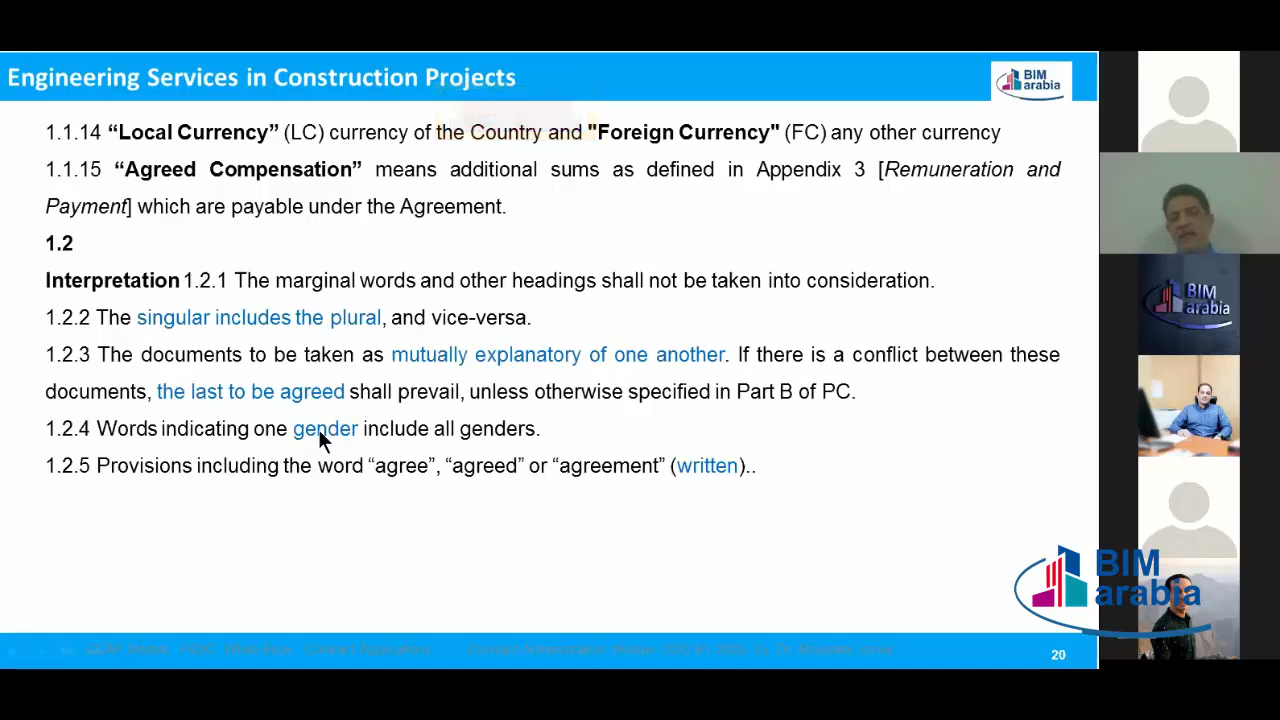 Engineering Services in Construction Projects
BIM
arabia
1.1.14 “Local Currency” (LC) currency of the Country and "Foreign Currency" (FC) any other currency
1.1.15 “Agreed Compensation” means additional sums as defined in Appendix 3 [Remuneration and
Payment] which are payable under the Agreement.
1.2
Interpretation 1.2.1 The marginal words and other headings shall not be taken into consideration.
1.2.2 The singular includes the plural, and vice-versa.
1.2.3 The documents to be taken as mutually explanatory of one another. If there is a conflict between these
documents, the last to be agreed shall prevail, unless otherwise specified in Part B of PC.
1.2.4 Words indicating one gender include all genders.
1.2.5 Provisions including the word “agree”, “agreed” or “agreement” (written)..
BIM
arabia
BIM
arabia
20